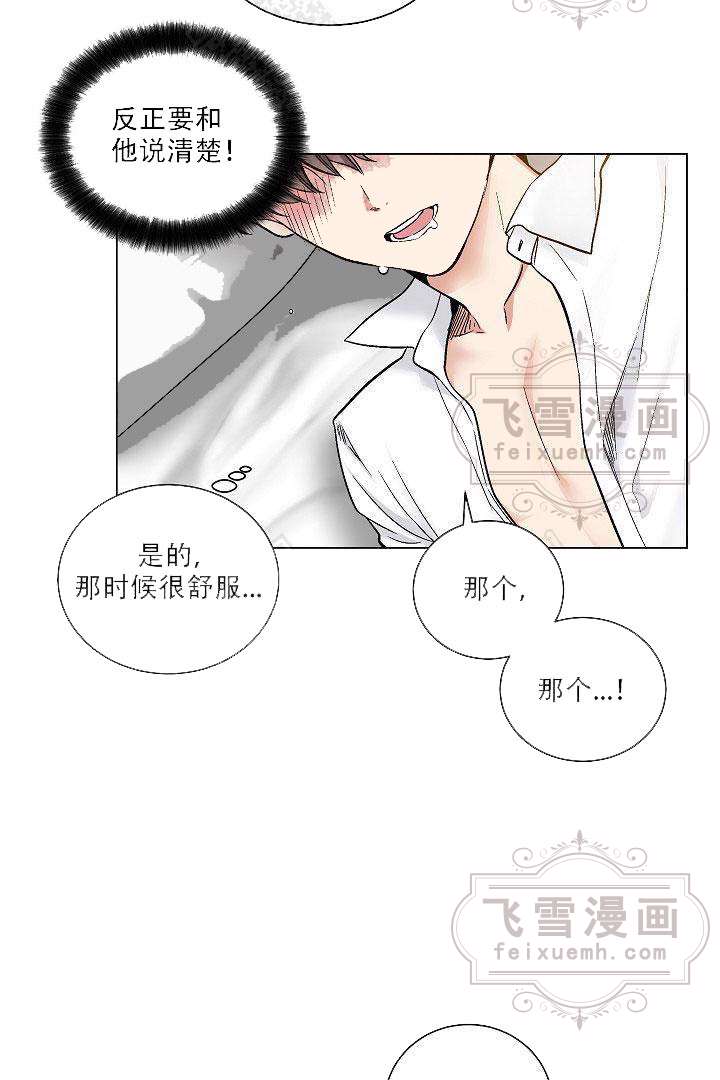 反正要和
他说清楚!
是的,
那时候很舒服...
那个,
那个...!
飞雪漫画
feixuemh.com
飞雪漫画
feixuemh.com